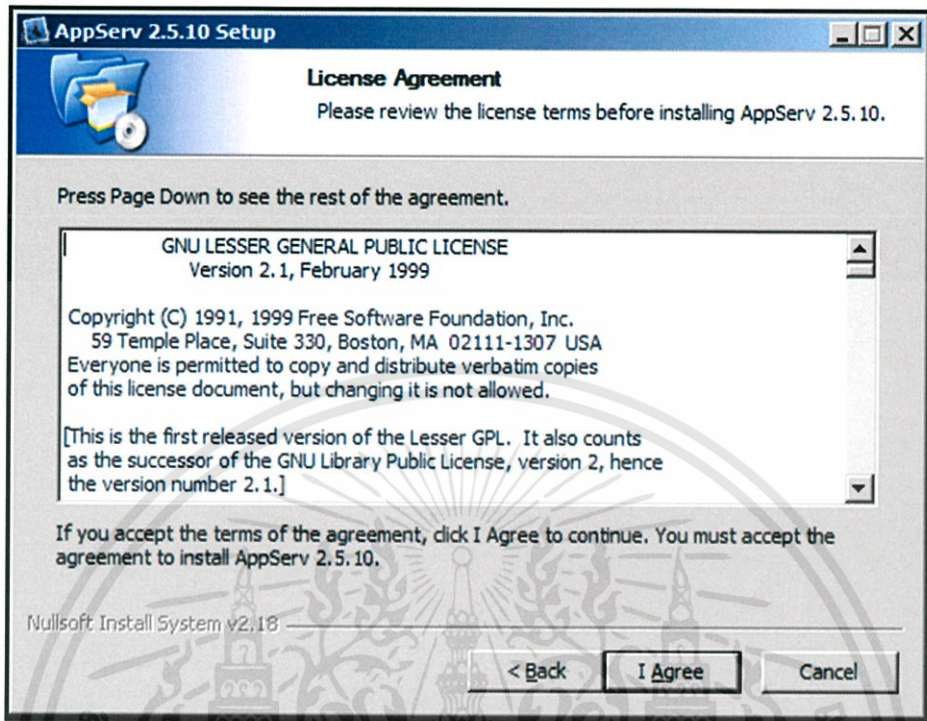 AppServ 2.5.10 Setup
License Agreement
Please review the license terms before installing AppServ 2.5.10.
Press Page Down to see the rest of the agreement.
GNU LESSER GENERAL PUBLIC LICENSE
Version 2.1, February 1999
Copyright (C) 1991, 1999 Free Software Foundation, Inc.
59 Temple Place, Suite 330, Boston, MA 02111-1307 USA
Everyone is permitted to copy and distribute verbatim copies
of this license document, but changing it is not allowed.
[This is the first released version of the Lesser GPL. It also counts
as the successor of the GNU Library Public License, version 2, hence
the version number 2.1.]
If you accept the terms of the agreement, click I Agree to continue. You must accept the
agreement to install AppServ 2.5.10.
Nullsoft Install System v2.18
< Back
I Agree
Cancel